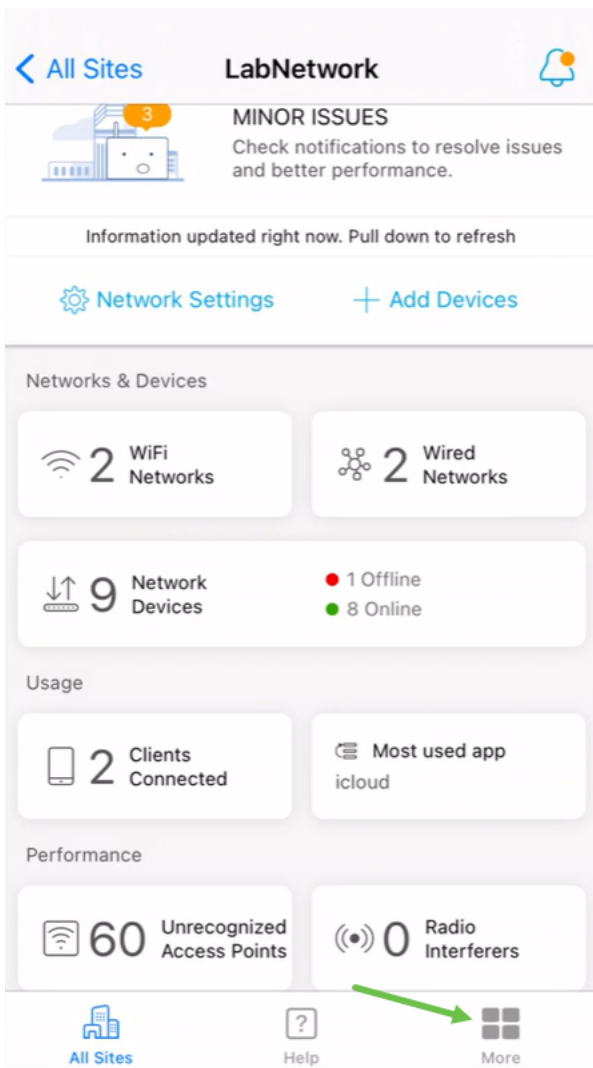 All Sites
LabNetwork
3
MINOR ISSUES
Check notifications to resolve issues
and better performance.
Information updated right now. Pull down to refresh
Network Settings
Add Devices
Networks & Devices
2 WiFi
Networks
2 Wired
Networks
9 Network
Devices
1 Offline
8 Online
Usage
2 Clients
Connected
Most used app
icloud
Performance
60 Unrecognized
Access Points
0 Radio
Interferers
All Sites
?
Help
More